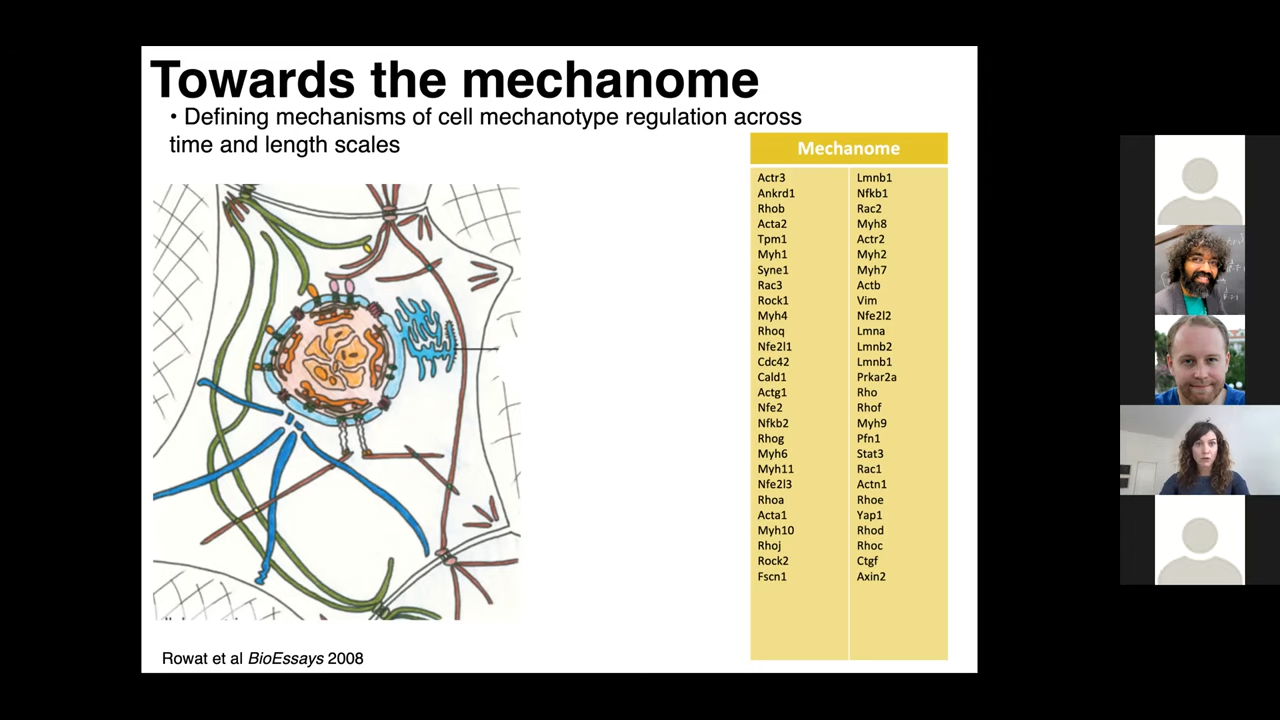 Towards the mechanome
• Defining mechanisms of cell mechanotype regulation across
time and length scales
Mechanome
Actr3 Lmnb1
Ankrd1 Nfkb1
Rhob Rac2
Acta2 Myh8
Tpm1 Actr2
Myh1 Myh2
Syne1 Myh7
Rac3 Actb
Rock1 Vim
Myh4 Nfe2l2
Rhoq Lmna
Nfe2l1 Lmnb2
Cdc42 Lmnb1
Cald1 Prkar2a
Actg1 Rho
Nfe2 Rhof
Nfkb2 Myh9
Rhog Pfn1
Myh6 Stat3
Myh11 Rac1
Nfe2l3 Actn1
Rhoa Rhoe
Acta1 Yap1
Myh10 Rhod
Rhoj Rhoc
Rock2 Ctgf
Fscn1 Axin2
Rowat et al BioEssays 2008